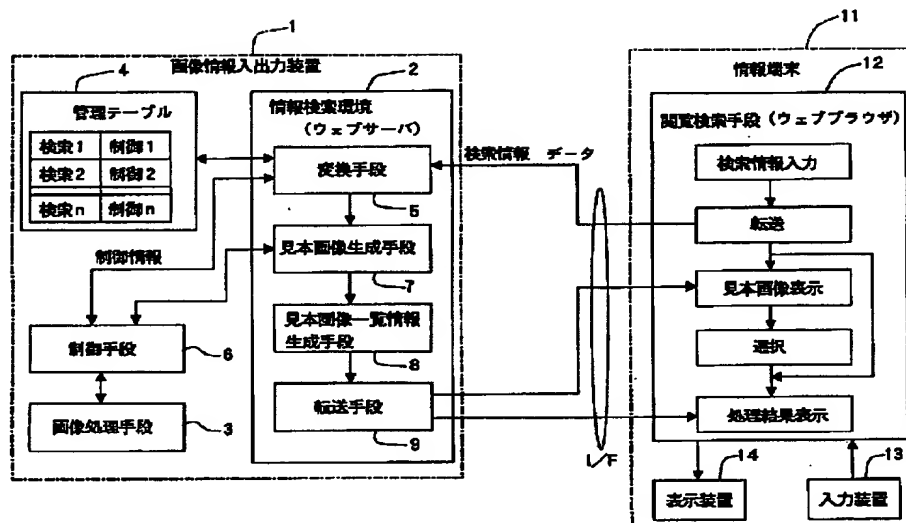 1
画像情報入出力装置
4
管理テーブル
検索1 制御1
検索2 制御2
検索n 制御n
2
情報検索環境
(ウェブサーバ)
変換手段
5
見本画像生成手段
7
見本画像一覧情報
生成手段
8
転送手段
9
制御情報
制御手段
6
画像処理手段
3
検索情報 データ
I/F
11
情報端末
12
閲覧検索手段(ウェブブラウザ)
検索情報入力
転送
見本画像表示
選択
処理結果表示
14
表示装置
13
入力装置